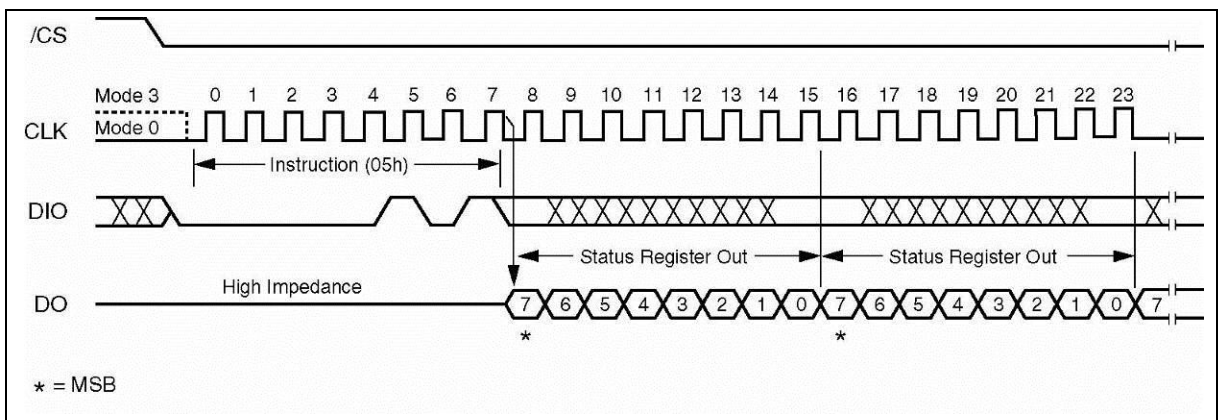 /CS
Mode 3
0 1 2 3 4 5 6 7 8 9 10 11 12 13 14 15 16 17 18 19 20 21 22 23
CLK
Mode 0
Instruction (05h)
DIO
Status Register Out
Status Register Out
High Impedance
DO
7 6 5 4 3 2 1 0 7 6 5 4 3 2 1 0 7
* *
* = MSB